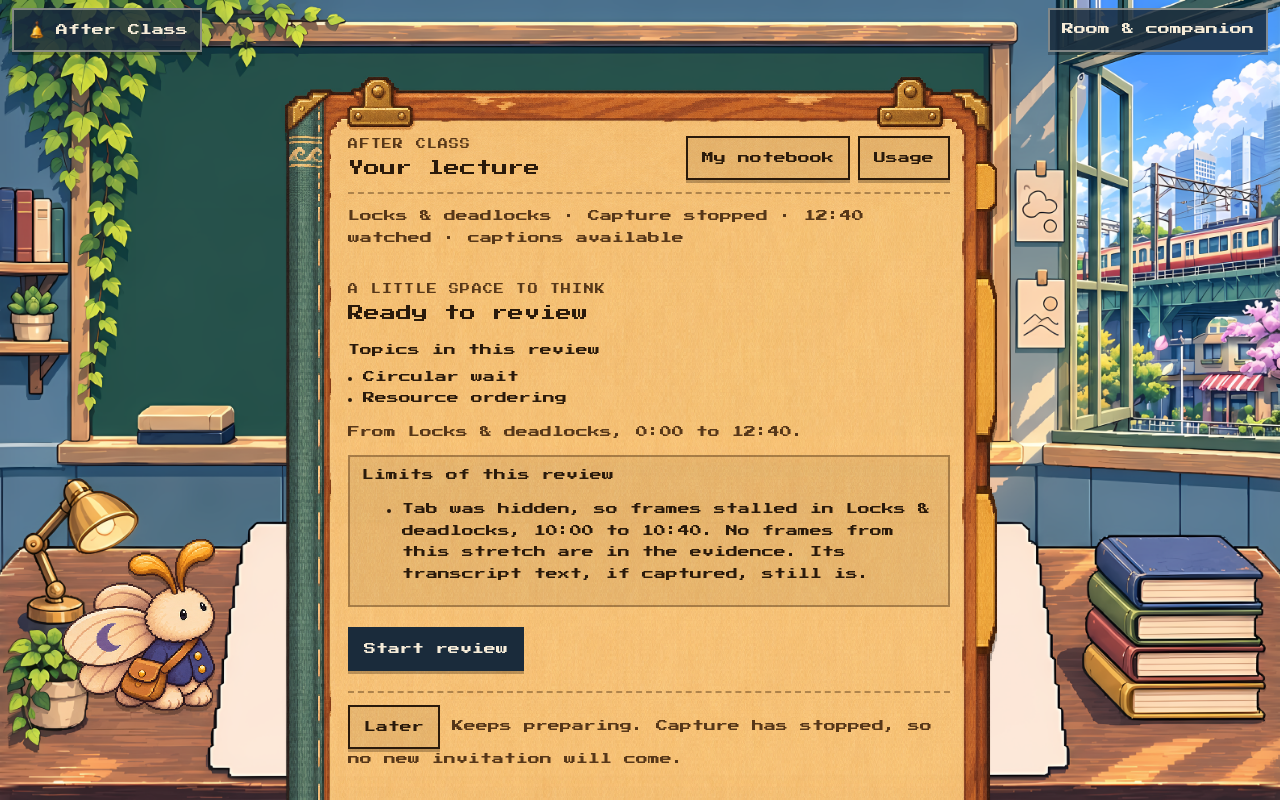 After Class
Room & companion
AFTER CLASS
Your lecture
My notebook
Usage
Locks & deadlocks · Capture stopped · 12:40
watched · captions available
A LITTLE SPACE TO THINK
Ready to review
Topics in this review
• Circular wait
• Resource ordering
From Locks & deadlocks, 0:00 to 12:40.
Limits of this review
• Tab was hidden, so frames stalled in Locks &
deadlocks, 10:00 to 10:40. No frames from
this stretch are in the evidence. Its
transcript text, if captured, still is.
Start review
Later Keeps preparing. Capture has stopped, so
no new invitation will come.